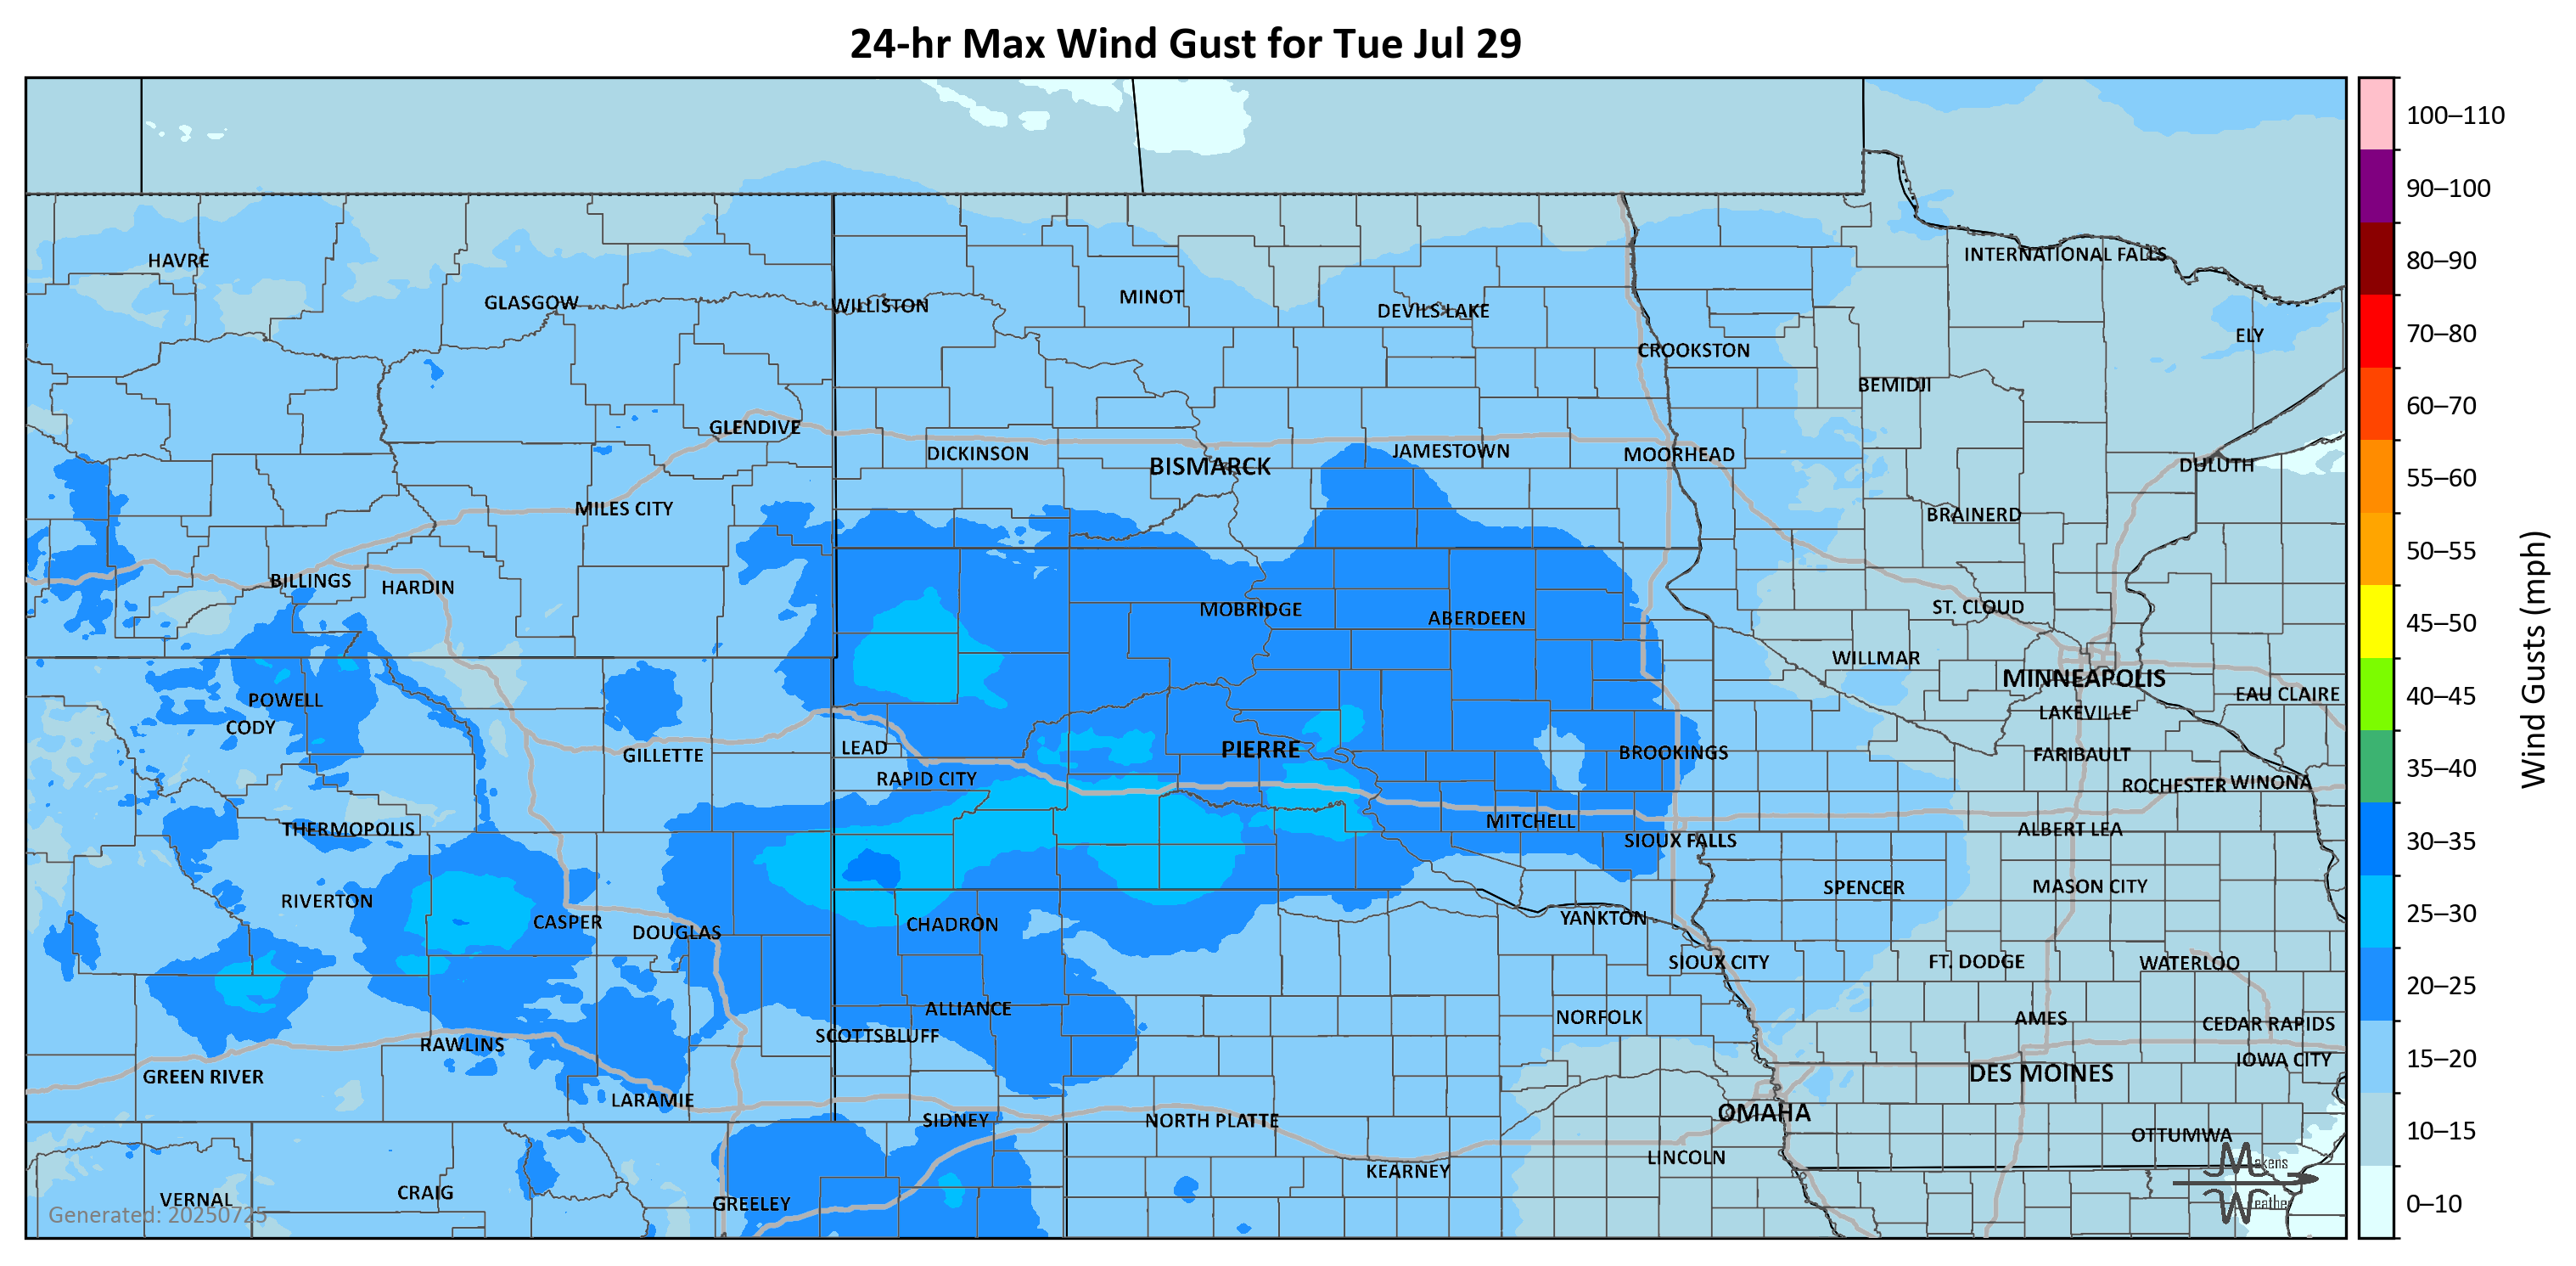 24-hr Max Wind Gust for Tue Jul 29
100–110
90–100
80–90
70–80
60–70
55–60
50–55
45–50
40–45
35–40
30–35
25–30
20–25
15–20
10–15
0–10
Wind Gusts (mph)
HAVRE
GLASGOW
WILLISTON
MINOT
DEVILS LAKE
INTERNATIONAL FALLS
ELY
CROOKSTON
BEMIDJI
GLENDIVE
DICKINSON
BISMARCK
JAMESTOWN
MOORHEAD
DULUTH
MILES CITY
BRAINERD
BILLINGS
HARDIN
MOBRIDGE
ABERDEEN
ST. CLOUD
WILLMAR
MINNEAPOLIS
EAU CLAIRE
POWELL
CODY
LAKEVILLE
GILLETTE
LEAD
PIERRE
BROOKINGS
FARIBAULT
RAPID CITY
ROCHESTER
WINONA
THERMOPOLIS
MITCHELL
ALBERT LEA
SIOUX FALLS
RIVERTON
SPENCER
MASON CITY
CASPER
DOUGLAS
CHADRON
YANKTON
SIOUX CITY
FT. DODGE
WATERLOO
ALLIANCE
NORFOLK
AMES
CEDAR RAPIDS
SCOTTSBLUFF
RAWLINS
IOWA CITY
GREEN RIVER
DES MOINES
LARAMIE
SIDNEY
NORTH PLATTE
OMAHA
OTTUMWA
LINCOLN
KEARNEY
VERNAL
CRAIG
GREELEY
Generated: 20250725
Makens
Weather